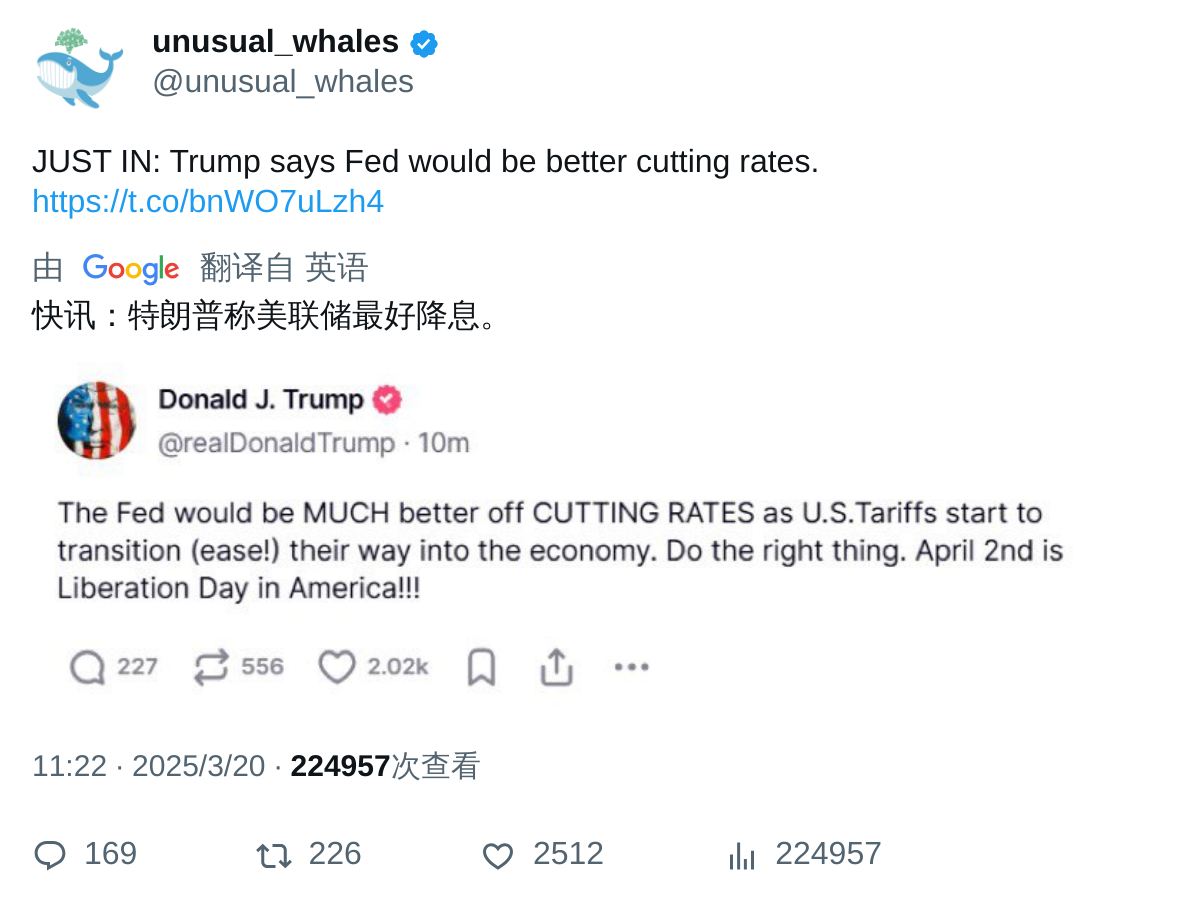 unusual_whales
@unusual_whales
JUST IN: Trump says Fed would be better cutting rates.
https://t.co/bnWO7uLzh4
由 Google 翻译自 英语
快讯：特朗普称美联储最好降息。
Donald J. Trump
@realDonaldTrump · 10m
The Fed would be MUCH better off CUTTING RATES as U.S.Tariffs start to
transition (ease!) their way into the economy. Do the right thing. April 2nd is
Liberation Day in America!!!
227 556 2.02k
11:22 · 2025/3/20 · 224957次查看
169 226 2512 224957